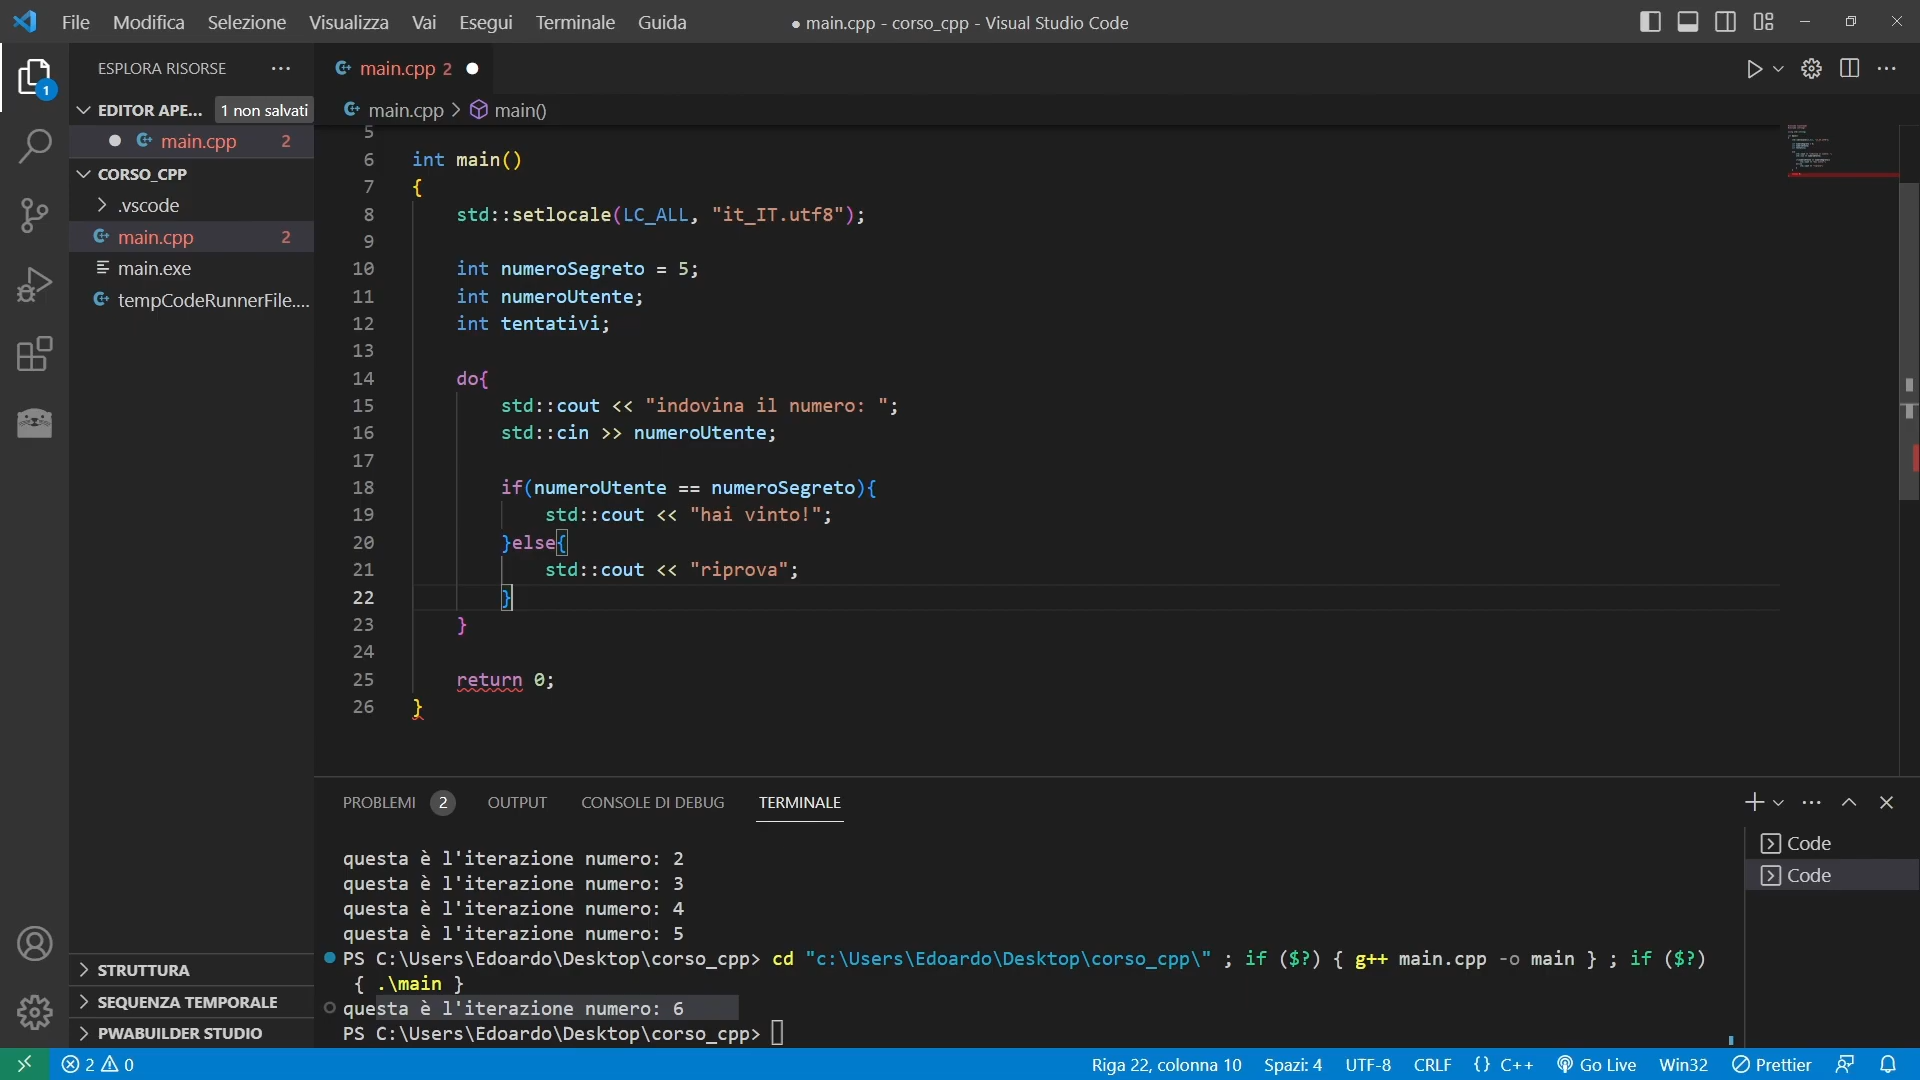 File Modifica Selezione Visualizza Vai Esegui Terminale Guida
● main.cpp - corso_cpp - Visual Studio Code
ESPLORA RISORSE ···
1
EDITOR APE... 1 non salvati
main.cpp 2
CORSO_CPP
.vscode
main.cpp 2
main.exe
tempCodeRunnerFile....
STRUTTURA
SEQUENZA TEMPORALE
PWABUILDER STUDIO
main.cpp 2 ●
main.cpp > main()
5
6 int main()
7 {
8 std::setlocale(LC_ALL, "it_IT.utf8");
9
10 int numeroSegreto = 5;
11 int numeroUtente;
12 int tentativi;
13
14 do{
15 std::cout << "indovina il numero: ";
16 std::cin >> numeroUtente;
17
18 if(numeroUtente == numeroSegreto){
19 std::cout << "hai vinto!";
20 }else{
21 std::cout << "riprova";
22 }
23 }
24
25 return 0;
26 }
PROBLEMI 2 OUTPUT CONSOLE DI DEBUG TERMINALE
questa è l'iterazione numero: 2
questa è l'iterazione numero: 3
questa è l'iterazione numero: 4
questa è l'iterazione numero: 5
PS C:\Users\Edoardo\Desktop\corso_cpp> cd "c:\Users\Edoardo\Desktop\corso_cpp\" ; if ($?) { g++ main.cpp -o main } ; if ($?)
{ .\main }
questa è l'iterazione numero: 6
PS C:\Users\Edoardo\Desktop\corso_cpp>
Code
Code
2 0
Riga 22, colonna 10 Spazi: 4 UTF-8 CRLF {} C++ Go Live Win32 Prettier